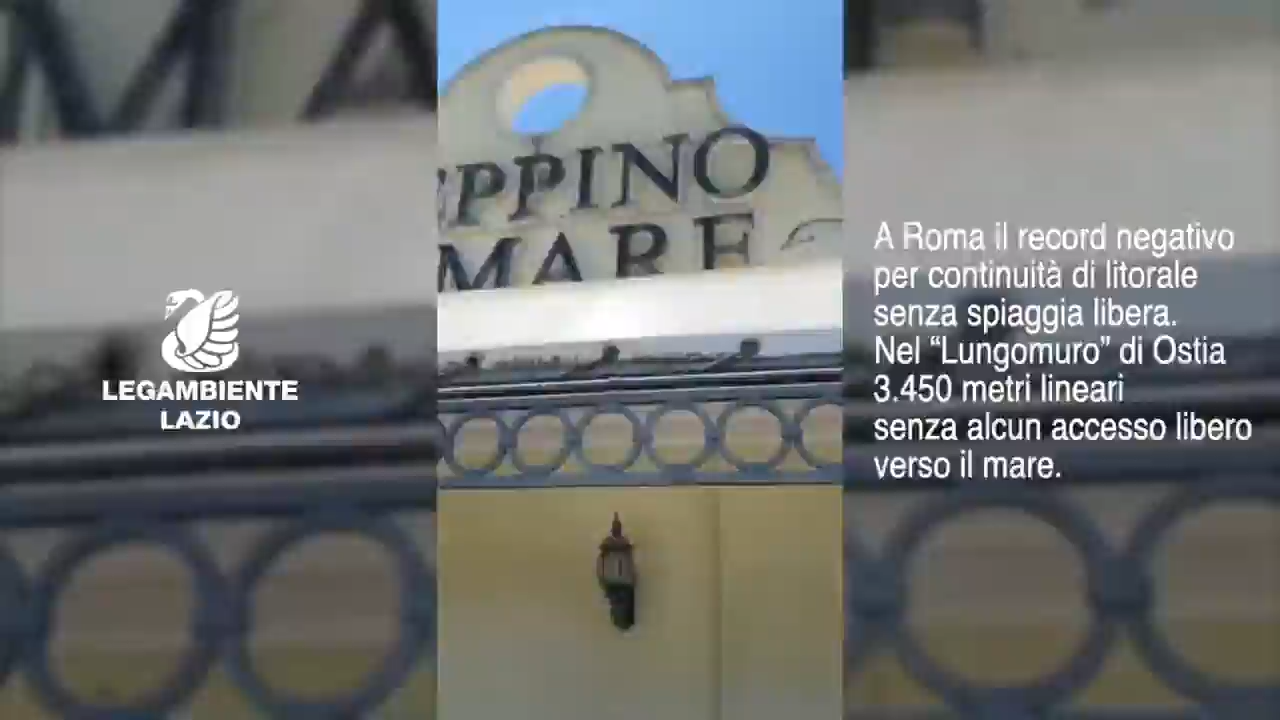 EPPINO
MARE
LEGAMBIENTE
LAZIO
A Roma il record negativo
per continuità di litorale
senza spiaggia libera.
Nel “Lungomuro” di Ostia
3.450 metri lineari
senza alcun accesso libero
verso il mare.